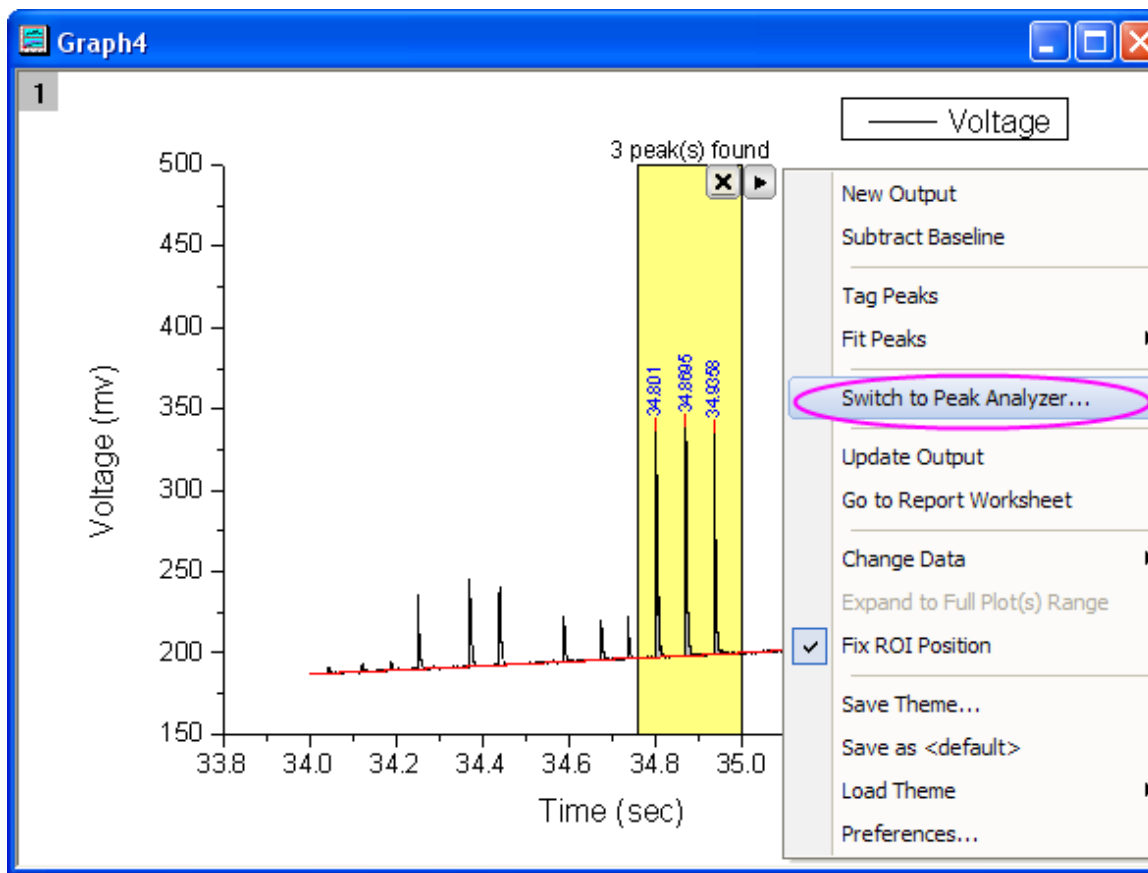 Graph4
1
Voltage
3 peak(s) found
500
450
400
350
300
250
200
150
Voltage (mv)
34.801
34.8695
34.9358
33.8 34.0 34.2 34.4 34.6 34.8 35.0
Time (sec)
New Output
Subtract Baseline
Tag Peaks
Fit Peaks
Switch to Peak Analyzer...
Update Output
Go to Report Worksheet
Change Data
Expand to Full Plot(s) Range
Fix ROI Position
Save Theme...
Save as <default>
Load Theme
Preferences...